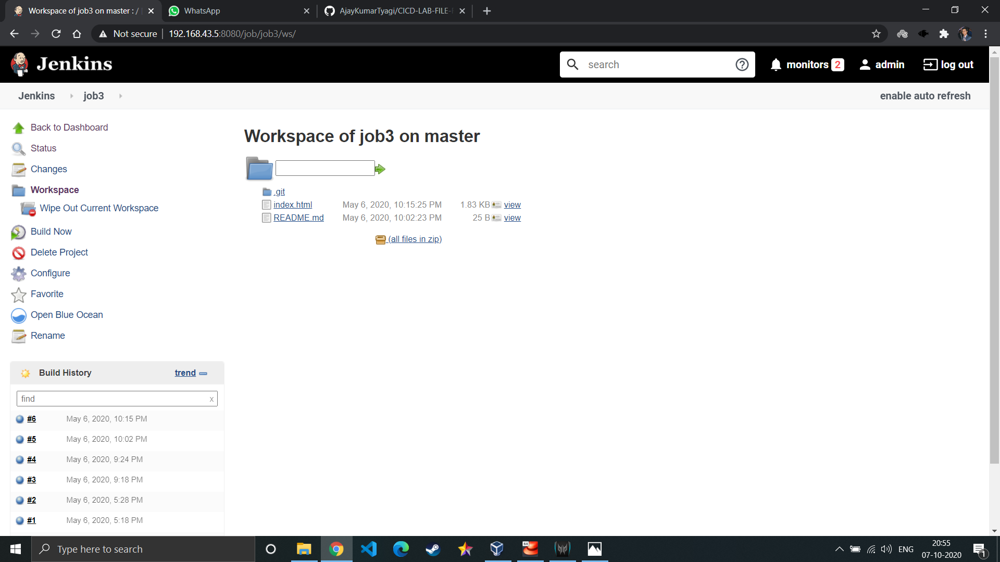 Workspace of job3 on master : /
WhatsApp
AjayKumarTyagi/CICD-LAB-FILE-
Not secure
192.168.43.5:8080/job/job3/ws/
Jenkins
search
monitors 2
admin
log out
Jenkins
job3
enable auto refresh
Back to Dashboard
Status
Changes
Workspace
Wipe Out Current Workspace
Build Now
Delete Project
Configure
Favorite
Open Blue Ocean
Rename
Workspace of job3 on master
.git
index.html May 6, 2020, 10:15:25 PM 1.83 KB view
README.md May 6, 2020, 10:02:23 PM 25 B view
(all files in zip)
Build History trend
find x
#6 May 6, 2020, 10:15 PM
#5 May 6, 2020, 10:02 PM
#4 May 6, 2020, 9:24 PM
#3 May 6, 2020, 9:18 PM
#2 May 6, 2020, 5:28 PM
#1 May 6, 2020, 5:18 PM
Type here to search
64
ENG
20:55
07-10-2020
1